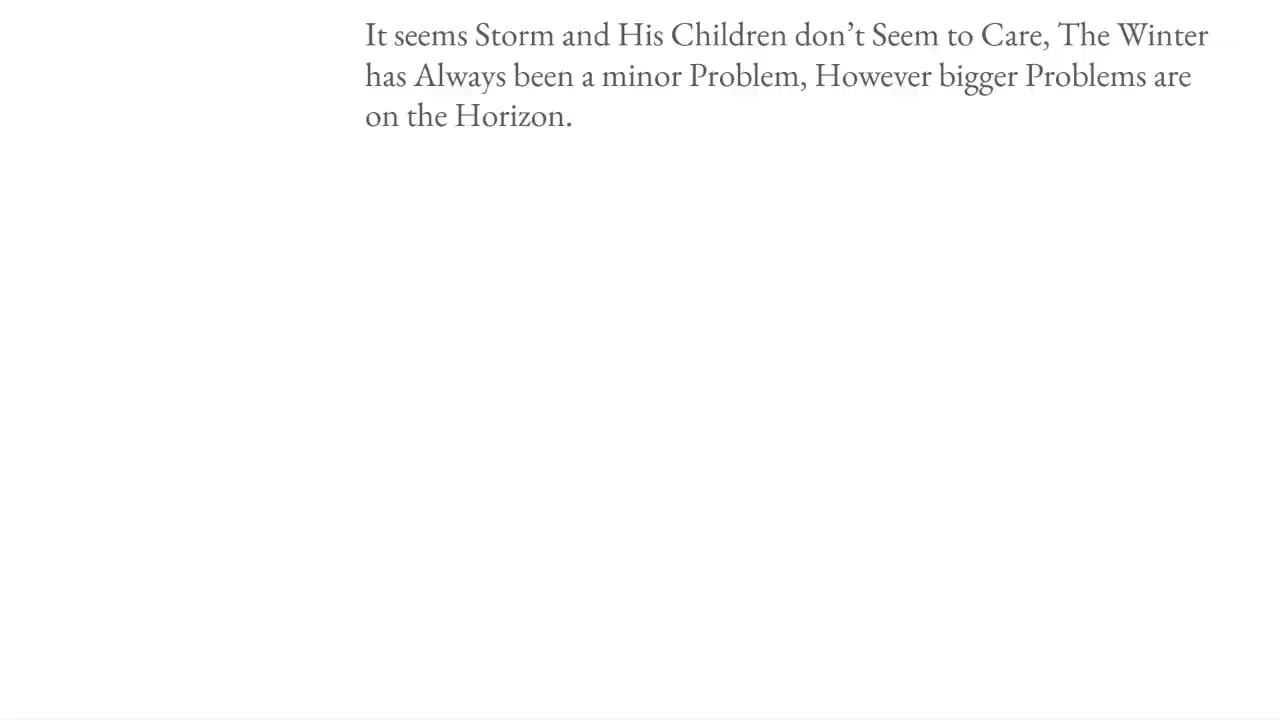 It seems Storm and His Children don’t Seem to Care, The Winter
has Always been a minor Problem, However bigger Problems are
on the Horizon.